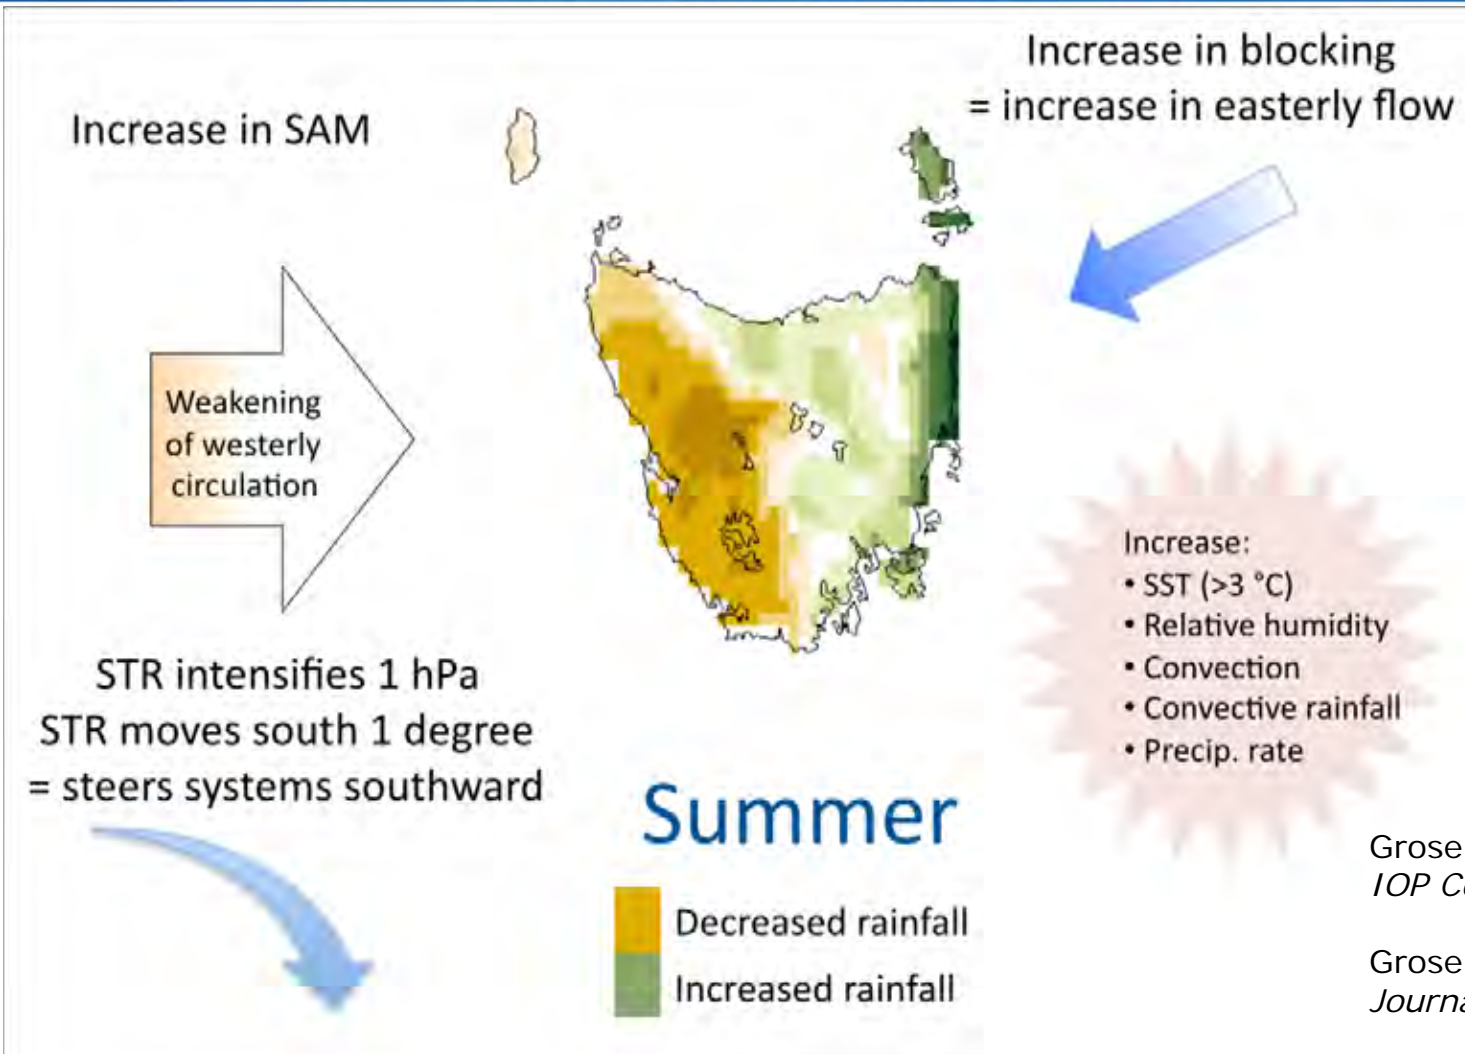 Increase in SAM
Increase in blocking
= increase in easterly flow
Weakening
of westerly
circulation
STR intensifies 1 hPa
STR moves south 1 degree
= steers systems southward
Increase:
• SST (>3 °C)
• Relative humidity
• Convection
• Convective rainfall
• Precip. rate
Summer
Decreased rainfall
Increased rainfall
Grose
IOP
Grose